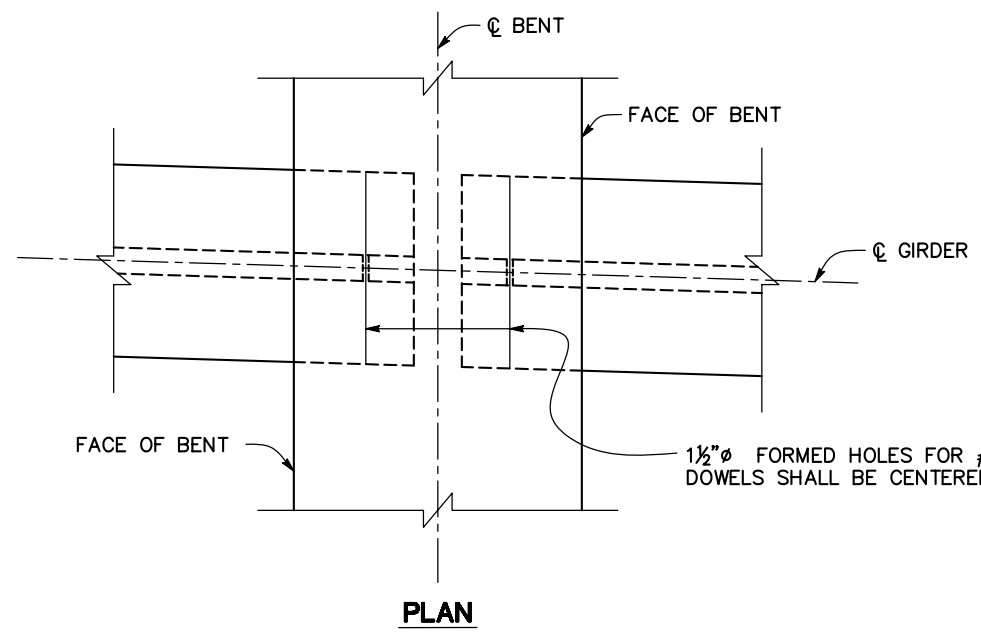 ℄ BENT
FACE OF BENT
℄ GIRDER
FACE OF BENT
1½"ø FORMED HOLES FOR
DOWELS SHALL BE
PLAN